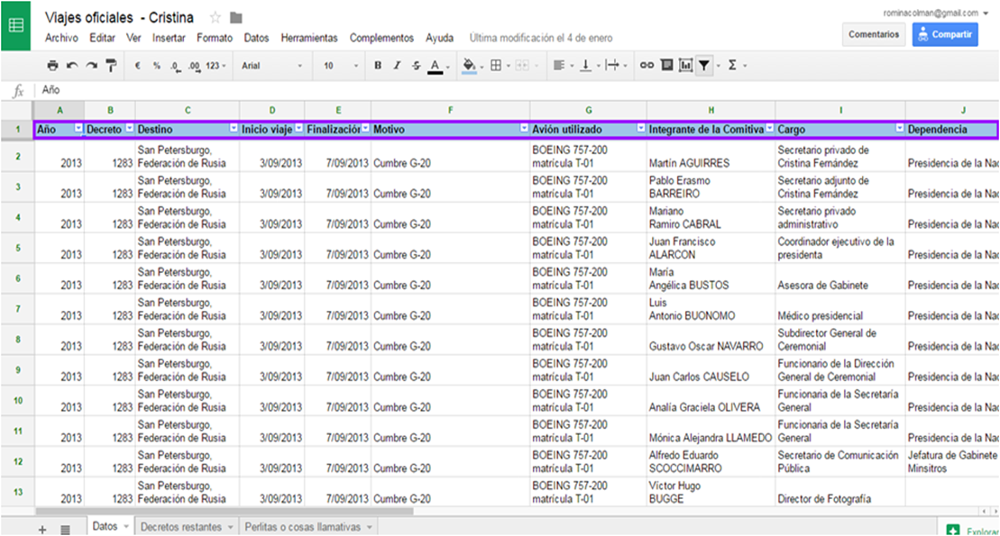 Viajes oficiales - Cristina
rominacolman@gmail.com
Archivo Editar Ver Insertar Formato Datos Herramientas Complementos Ayuda Última modificación el 4 de enero
Comentarios Compartir
€ % .0 .00 123 Arial 10 B I S A Σ
fx Año
A B C D E F G H I J
1 Año Decreto Destino Inicio viaje Finalización Motivo Avión utilizado Integrante de la Comitiva Cargo Dependencia
2 2013 1283 San Petersburgo, Federación de Rusia 3/09/2013 7/09/2013 Cumbre G-20 BOEING 757-200 matrícula T-01 Martín AGUIRRES Secretario privado de Cristina Fernández Presidencia de la Nac
3 2013 1283 San Petersburgo, Federación de Rusia 3/09/2013 7/09/2013 Cumbre G-20 BOEING 757-200 matrícula T-01 Pablo Erasmo BARREIRO Secretario adjunto de Cristina Fernández Presidencia de la Nac
4 2013 1283 San Petersburgo, Federación de Rusia 3/09/2013 7/09/2013 Cumbre G-20 BOEING 757-200 matrícula T-01 Mariano Ramiro CABRAL Secretario privado administrativo Presidencia de la Nac
5 2013 1283 San Petersburgo, Federación de Rusia 3/09/2013 7/09/2013 Cumbre G-20 BOEING 757-200 matrícula T-01 Juan Francisco ALARCON Coordinador ejecutivo de la presidenta Presidencia de la Nac
6 2013 1283 San Petersburgo, Federación de Rusia 3/09/2013 7/09/2013 Cumbre G-20 BOEING 757-200 matrícula T-01 María Angélica BUSTOS Asesora de Gabinete Presidencia de la Nac
7 2013 1283 San Petersburgo, Federación de Rusia 3/09/2013 7/09/2013 Cumbre G-20 BOEING 757-200 matrícula T-01 Luis Antonio BUONOMO Médico presidencial Presidencia de la Nac
8 2013 1283 San Petersburgo, Federación de Rusia 3/09/2013 7/09/2013 Cumbre G-20 BOEING 757-200 matrícula T-01 Gustavo Oscar NAVARRO Subdirector General de Ceremonial Presidencia de la Nac
9 2013 1283 San Petersburgo, Federación de Rusia 3/09/2013 7/09/2013 Cumbre G-20 BOEING 757-200 matrícula T-01 Juan Carlos CAUSELO Funcionario de la Dirección General de Ceremonial Presidencia de la Nac
10 2013 1283 San Petersburgo, Federación de Rusia 3/09/2013 7/09/2013 Cumbre G-20 BOEING 757-200 matrícula T-01 Analía Graciela OLIVERA Funcionaria de la Secretaría General Presidencia de la Nac
11 2013 1283 San Petersburgo, Federación de Rusia 3/09/2013 7/09/2013 Cumbre G-20 BOEING 757-200 matrícula T-01 Mónica Alejandra LLAMEDO Funcionaria de la Secretaría General Presidencia de la Nac
12 2013 1283 San Petersburgo, Federación de Rusia 3/09/2013 7/09/2013 Cumbre G-20 BOEING 757-200 matrícula T-01 Alfredo Eduardo SCOCCIMARRO Secretario de Comunicación Pública Jefatura de Gabinete Minsitros
13 2013 1283 San Petersburgo, Federación de Rusia 3/09/2013 7/09/2013 Cumbre G-20 BOEING 757-200 matrícula T-01 Víctor Hugo BUGGE Director de Fotografía
Datos Decretos restantes Perlitas o cosas llamativas Explorar